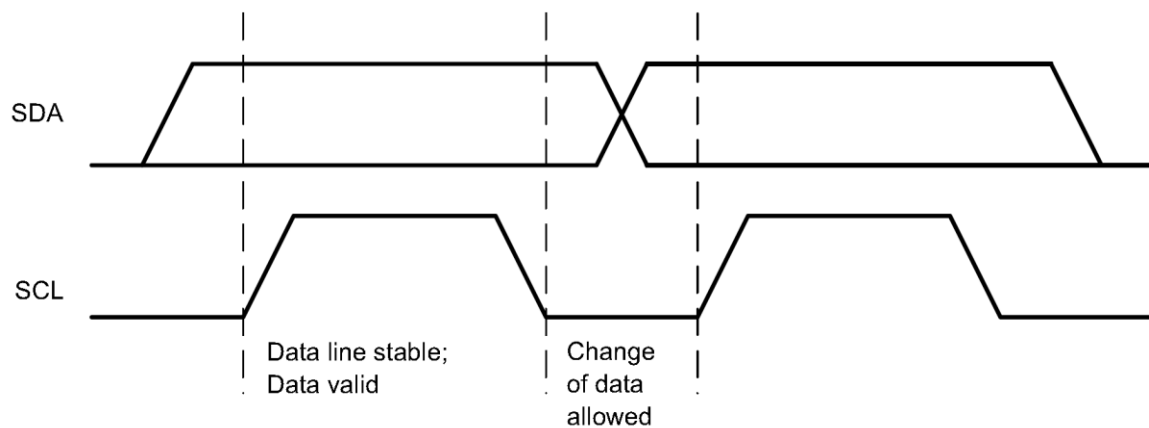 SDA
SCL
Data line stable;
Data valid
Change
of data
allowed